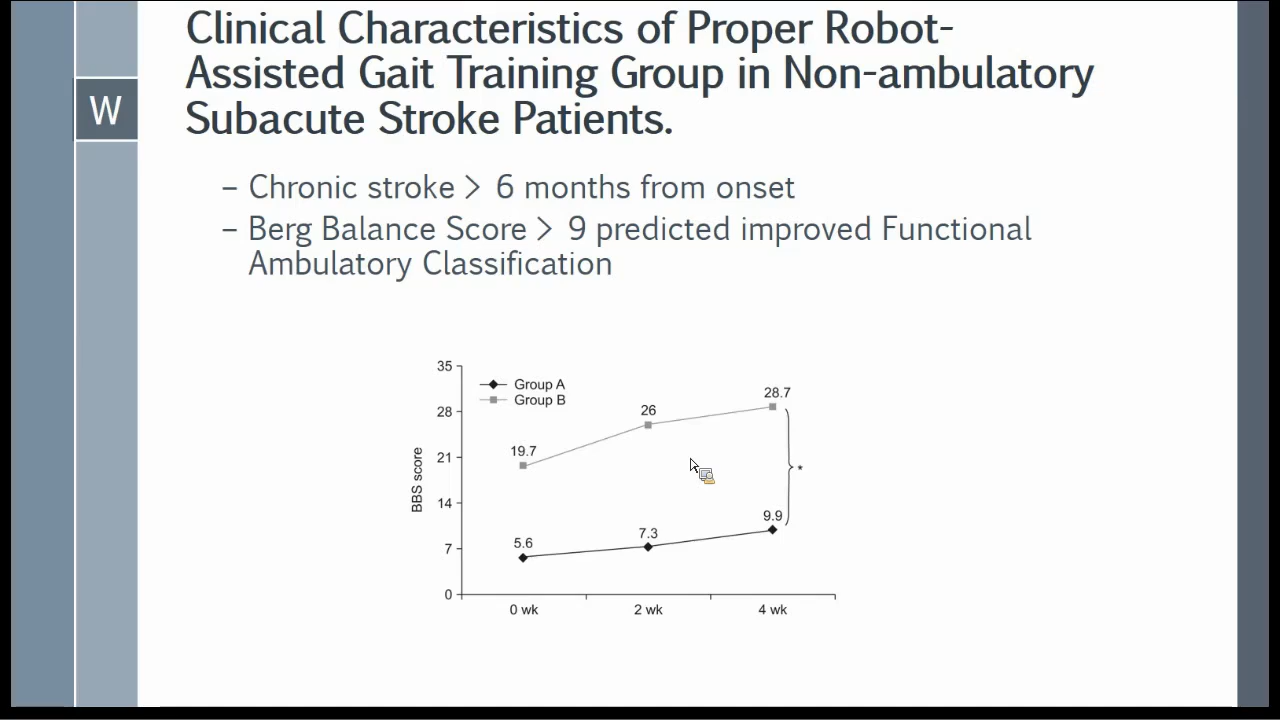 W
Clinical Characteristics of Proper Robot-
Assisted Gait Training Group in Non-ambulatory
Subacute Stroke Patients.
– Chronic stroke > 6 months from onset
– Berg Balance Score > 9 predicted improved Functional
Ambulatory Classification
35
28
21
14
7
0
BBS score
Group A
Group B
19.7
26
28.7
5.6
7.3
9.9
*
0 wk
2 wk
4 wk